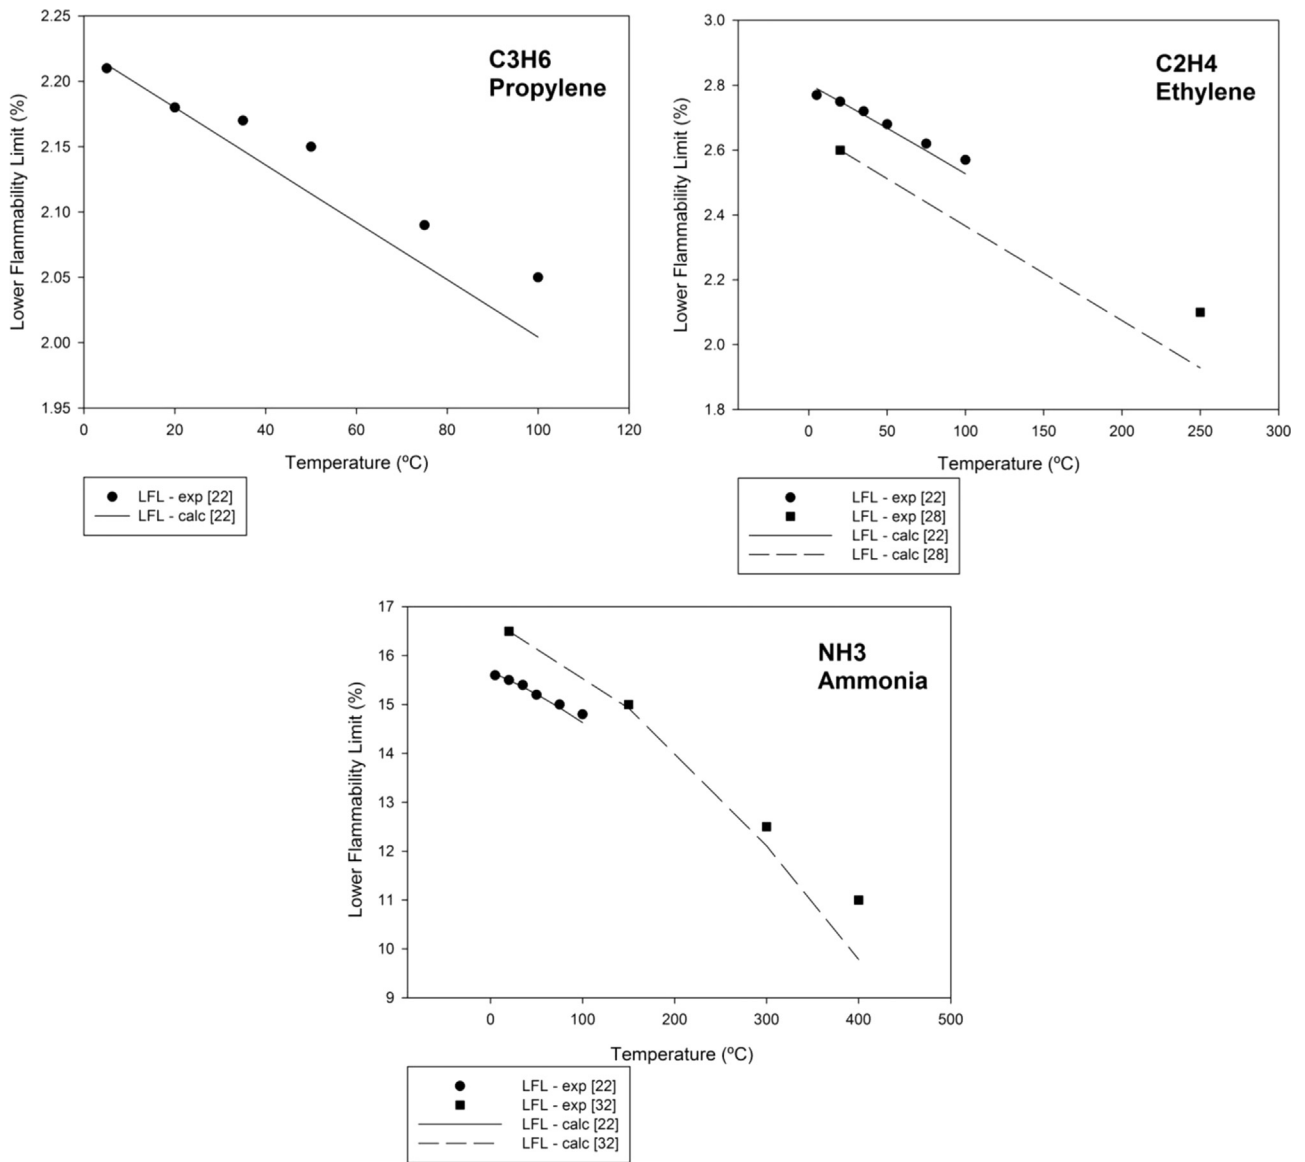 C3H6
Propylene
Lower Flammability Limit (%)
2.25
2.20
2.15
2.10
2.05
2.00
1.95
0 20 40 60 80 100 120
Temperature (ºC)
LFL - exp [22]
LFL - calc [22]
C2H4
Ethylene
Lower Flammability Limit (%)
3.0
2.8
2.6
2.4
2.2
2.0
1.8
0 50 100 150 200 250 300
Temperature (ºC)
LFL - exp [22]
LFL - exp [28]
LFL - calc [22]
LFL - calc [28]
NH3
Ammonia
Lower Flammability Limit (%)
17
16
15
14
13
12
11
10
9
0 100 200 300 400 500
Temperature (ºC)
LFL - exp [22]
LFL - exp [32]
LFL - calc [22]
LFL - calc [32]